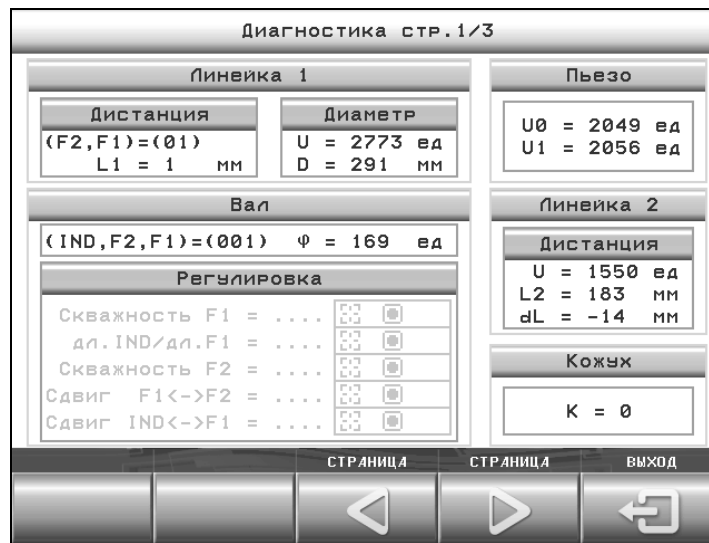 Диагностика стр.1/3
Линейка 1
Дистанция
(F2,F1)=(01)
L1 = 1 мм
Диаметр
U = 2773 ед
D = 291 мм
Пьезо
U0 = 2049 ед
U1 = 2056 ед
Вал
(IND,F2,F1)=(001) φ = 169 ед
Регулировка
Скважность F1 = ....
дл.IND/дл.F1 = ....
Скважность F2 = ....
Сдвиг F1<->F2 = ....
Сдвиг IND<->F1 = ....
Линейка 2
Дистанция
U = 1550 ед
L2 = 183 мм
dL = -14 мм
Кожух
K = 0
СТРАНИЦА
СТРАНИЦА
ВЫХОД